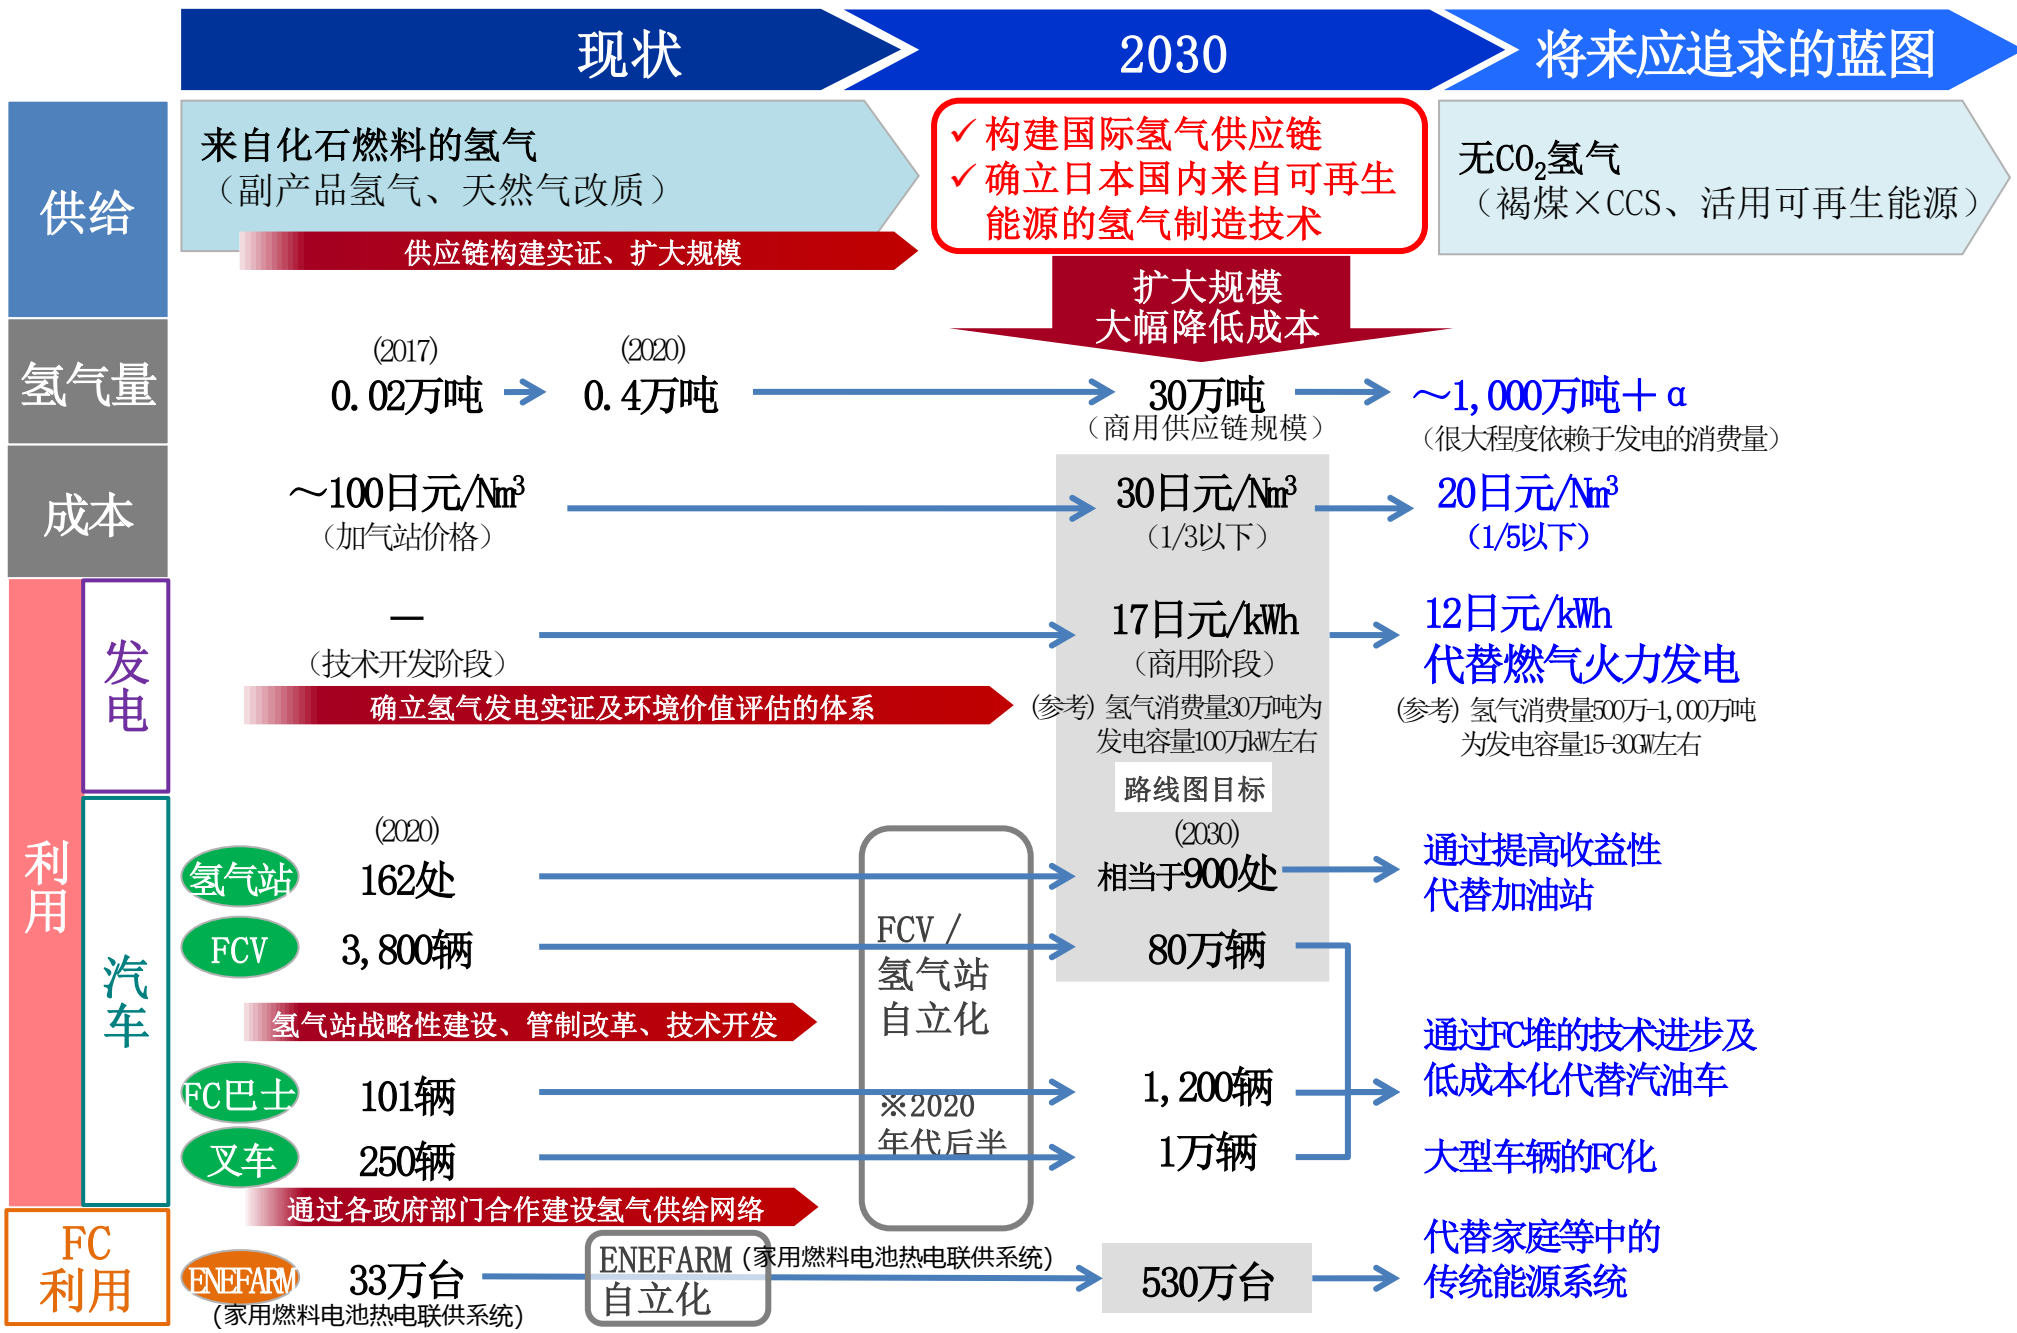 现状
2030
将来应追求的蓝图
供给
来自化石燃料的氢气
（副产品氢气、天然气改质）
供应链构建实证、扩大规模
✓ 构建国际氢气供应链
✓ 确立日本国内来自可再生
能源的氢气制造技术
无CO₂氢气
（褐煤×CCS、活用可再生能源）
扩大规模
大幅降低成本
氢气量
(2017)
0.02万吨
(2020)
0.4万吨
30万吨
（商用供应链规模）
～1,000万吨＋α
（很大程度依赖于发电的消费量）
成本
～100日元/Nm³
（加气站价格）
30日元/Nm³
（1/3以下）
20日元/Nm³
（1/5以下）
利用
发电
－
（技术开发阶段）
17日元/kWh
（商用阶段）
12日元/kWh
代替燃气火力发电
确立氢气发电实证及环境价值评估的体系
(参考) 氢气消费量30万吨为
发电容量100万kW左右
(参考) 氢气消费量500万-1,000万吨
为发电容量15-30GW左右
路线图目标
汽车
(2020)
(2030)
氢气站
162处
相当于900处
通过提高收益性
代替加油站
FCV
3,800辆
80万辆
FCV /
氢气站
自立化
※2020
年代后半
氢气站战略性建设、管制改革、技术开发
通过FC堆的技术进步及
低成本化代替汽油车
FC巴士
101辆
1,200辆
叉车
250辆
1万辆
大型车辆的FC化
通过各政府部门合作建设氢气供给网络
FC
利用
ENEFARM
(家用燃料电池热电联供系统)
33万台
ENEFARM (家用燃料电池热电联供系统)
自立化
530万台
代替家庭等中的
传统能源系统